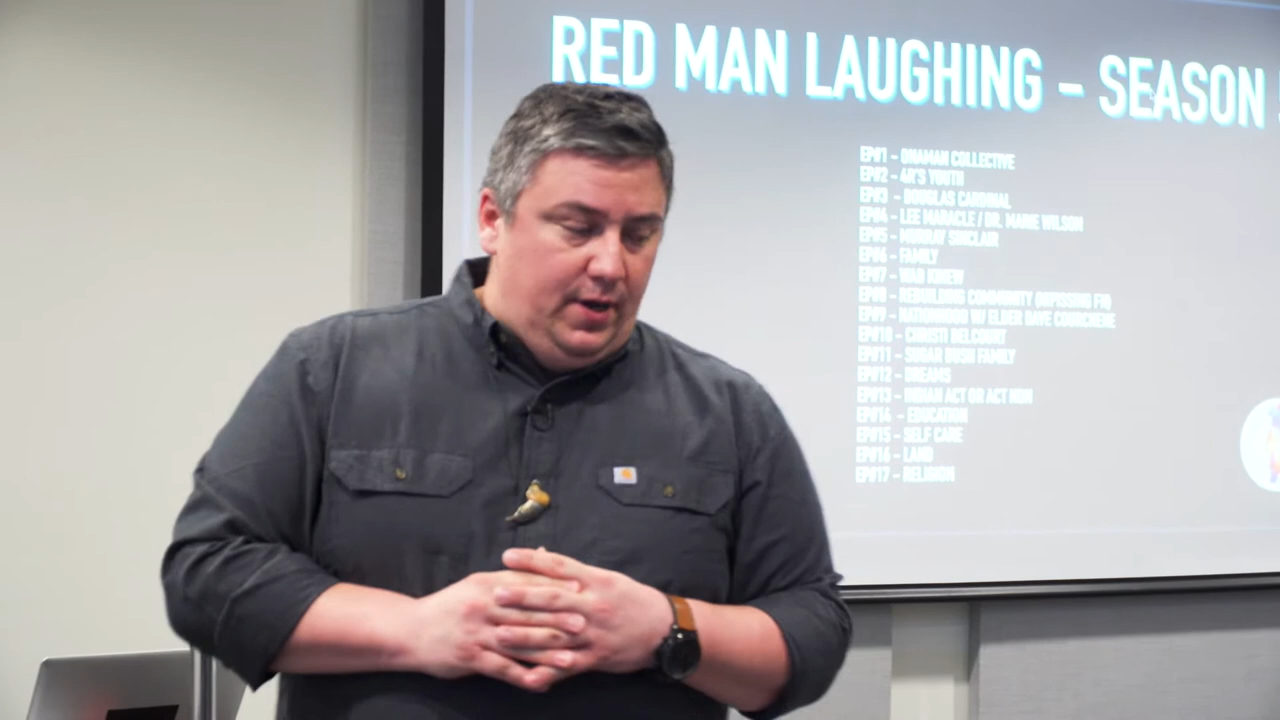 RED MAN LAUGHING - SEASON
EP#1 - ONAMAN COLLECTIVE
EP#2 - 4R'S YOUTH
EP#3 - DOUGLAS CARDINAL
EP#4 - LEE MARACLE / DR. MARIE WILSON
EP#5 - MURRAY SINCLAIR
EP#6 - FAMILY
EP#7 - WAB KINEW
EP#8 - REBUILDING COMMUNITY (NIPISSING FN)
EP#9 - NATIONHOOD W/ ELDER DAVE COURCHENE
EP#10 - CHRISTI BELCOURT
EP#11 - SUGAR BUSH FAMILY
EP#12 - DREAMS
EP#13 - INDIAN ACT OR ACT NDN
EP#14 - EDUCATION
EP#15 - SELF CARE
EP#16 - LAND
EP#17 - RELIGION